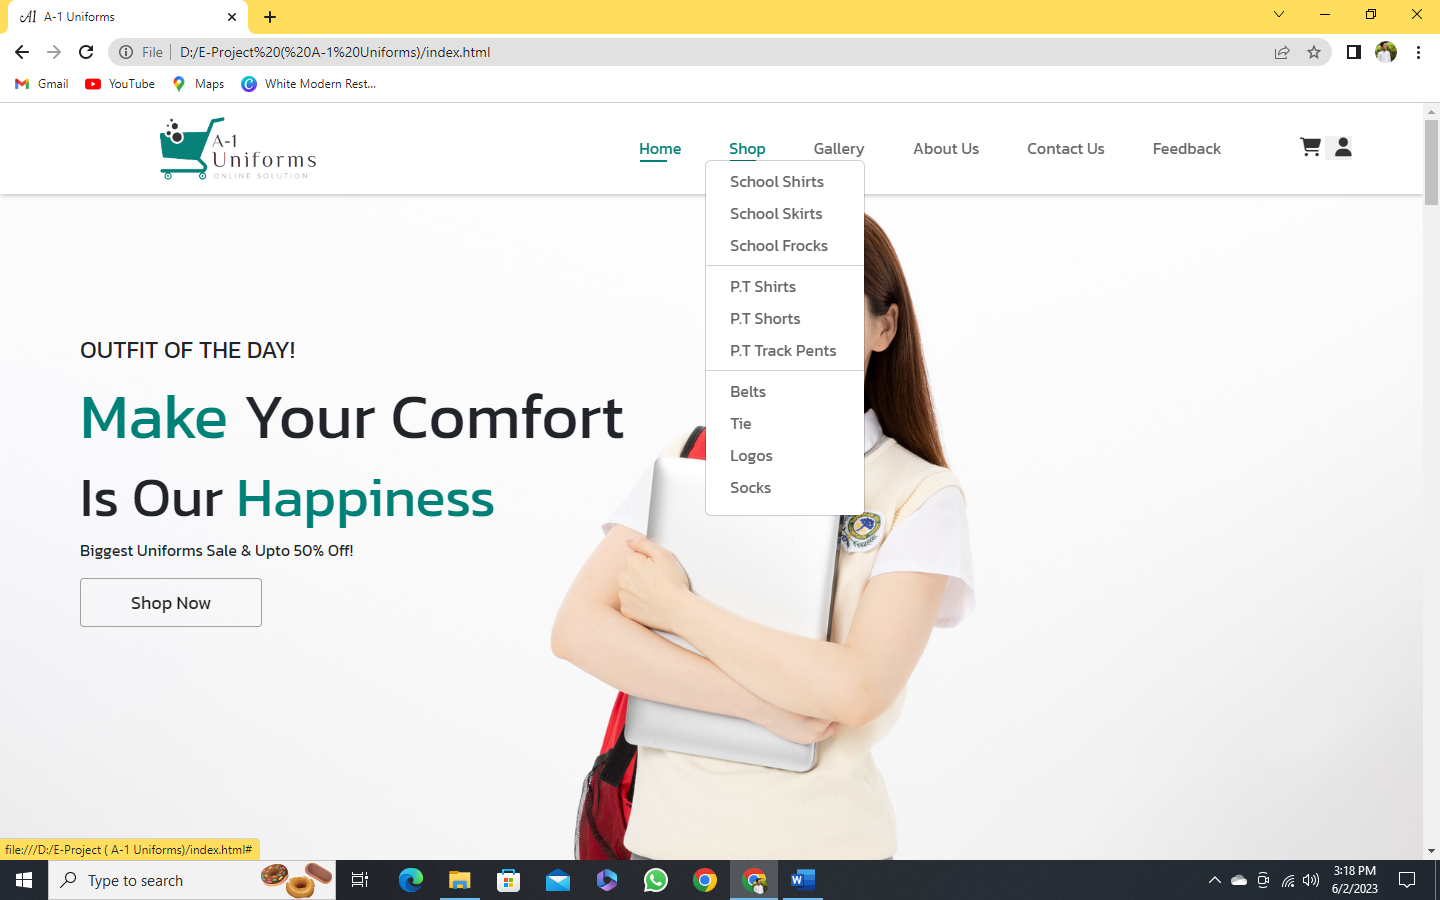 A-1 Uniforms
File
D:/E-Project%20(%20A-1%20Uniforms)/index.html
Gmail
YouTube
Maps
White Modern Rest...
A-1
Uniforms
ONLINE SOLUTION
Home
Shop
Gallery
About Us
Contact Us
Feedback
School Shirts
School Skirts
School Frocks
P.T Shirts
P.T Shorts
P.T Track Pents
Belts
Tie
Logos
Socks
OUTFIT OF THE DAY!
Make Your Comfort
Is Our Happiness
Biggest Uniforms Sale & Upto 50% Off!
Shop Now
file:///D:/E-Project ( A-1 Uniforms)/index.html#
Type to search
3:18 PM
6/2/2023